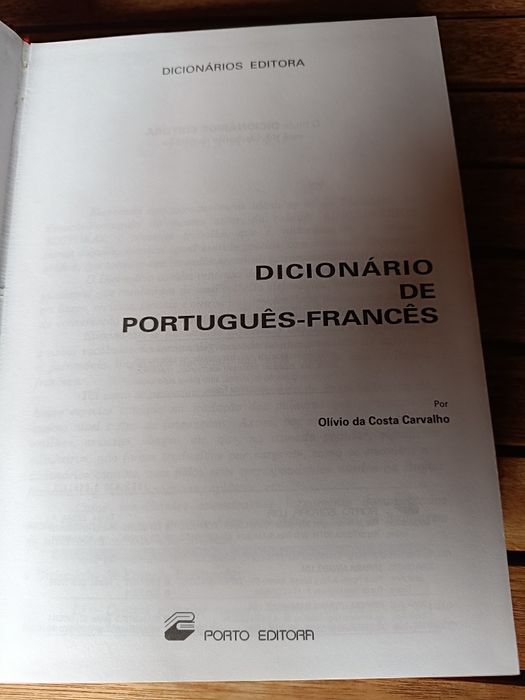 DICIONÁRIOS EDITORA
DICIONÁRIO
DE
PORTUGUÊS-FRANCÊS
Por
Olívio da Costa Carvalho
PORTO EDITORA